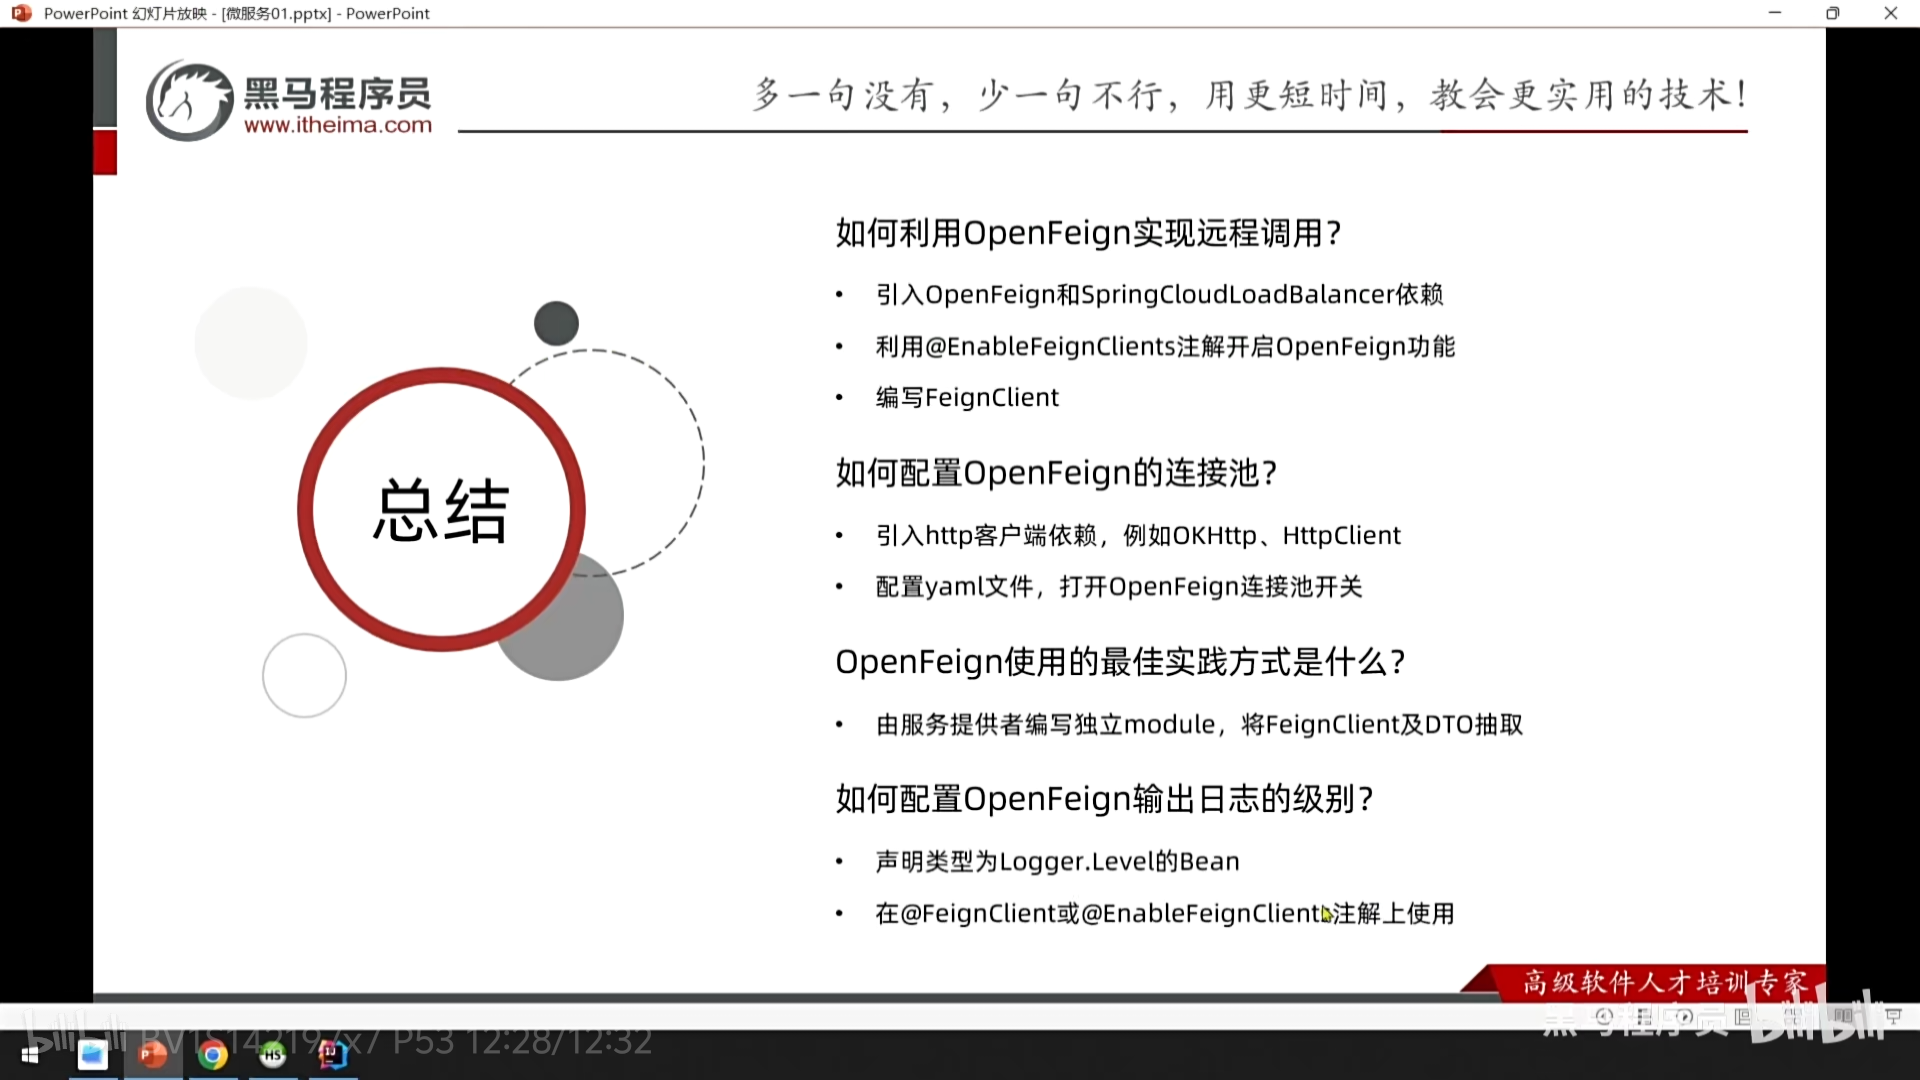 PowerPoint 幻灯片放映 - [微服务01.pptx] - PowerPoint
黑马程序员
www.itheima.com
多一句没有，少一句不行，用更短时间，教会更实用的技术！
总结
如何利用OpenFeign实现远程调用？
• 引入OpenFeign和SpringCloudLoadBalancer依赖
• 利用@EnableFeignClients注解开启OpenFeign功能
• 编写FeignClient
如何配置OpenFeign的连接池？
• 引入http客户端依赖，例如OKHttp、HttpClient
• 配置yaml文件，打开OpenFeign连接池开关
OpenFeign使用的最佳实践方式是什么？
• 由服务提供者编写独立module，将FeignClient及DTO抽取
如何配置OpenFeign输出日志的级别？
• 声明类型为Logger.Level的Bean
• 在@FeignClient或@EnableFeignClients注解上使用
高级软件人才培训专家
黑马程序员 bilibili
bilibili P53 12:28/12:32